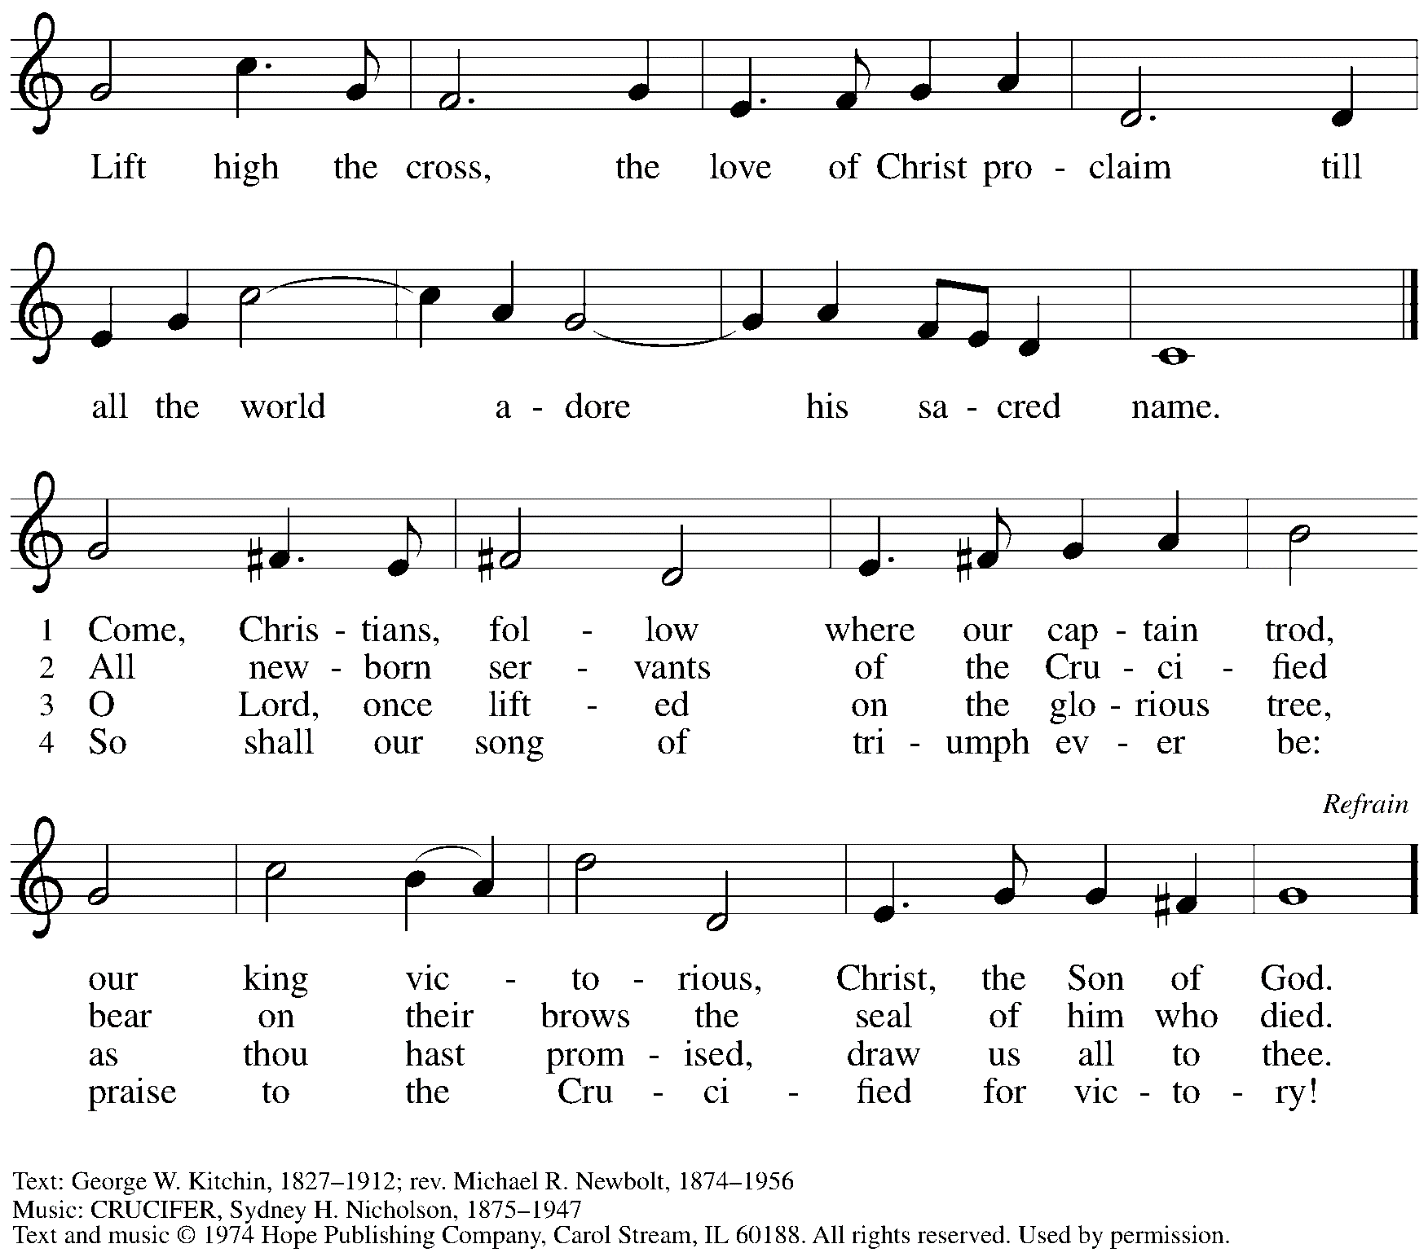 Lift high the cross, the love of Christ pro - claim till
all the world a - dore his sa - cred name.
1 Come, Chris - tians, fol - low where our cap - tain trod,
2 All new - born ser - vants of the Cru - ci - fied
3 O Lord, once lift - ed on the glo - rious tree,
4 So shall our song of tri - umph ev - er be:
Refrain
our king vic - to - rious, Christ, the Son of God.
bear on their brows the seal of him who died.
as thou hast prom - ised, draw us all to thee.
praise to the Cru - ci - fied for vic - to - ry!
Text: George W. Kitchin, 1827–1912; rev. Michael R. Newbolt, 1874–1956
Music: CRUCIFER, Sydney H. Nicholson, 1875–1947
Text and music © 1974 Hope Publishing Company, Carol Stream, IL 60188. All rights reserved. Used by permission.